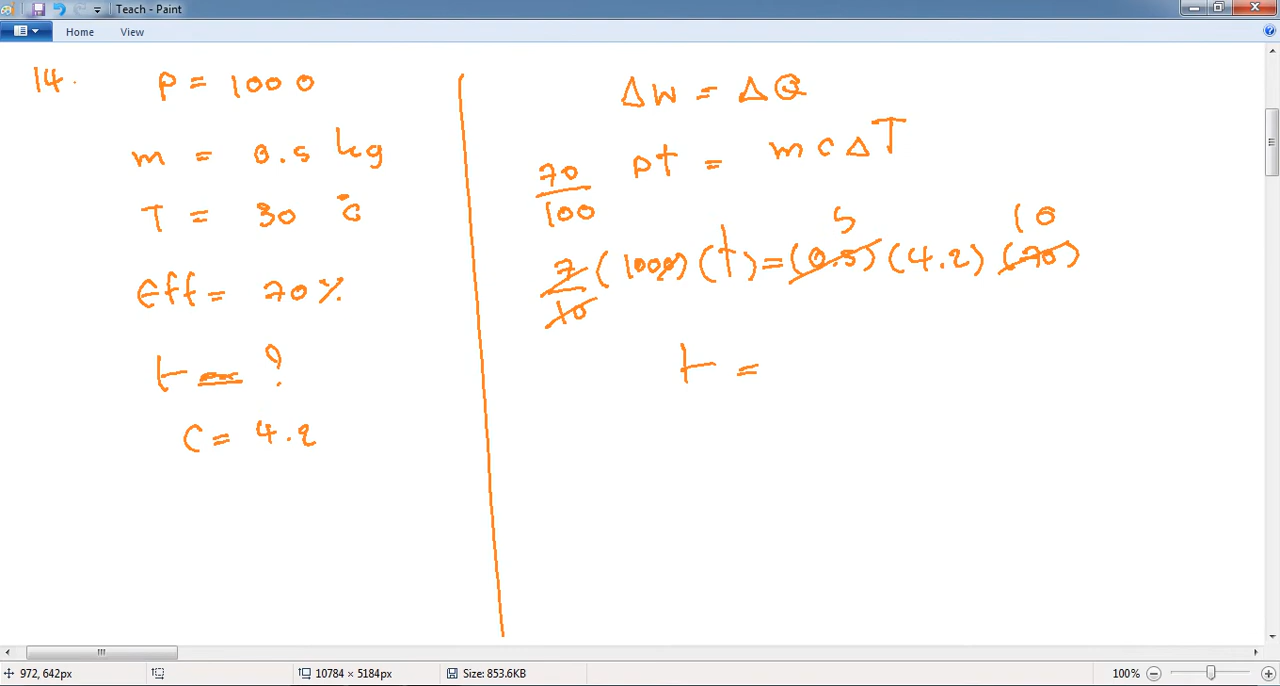 Teach - Paint
Home View
14.
P = 1000
m = 0.5 kg
T = 30 °C
Eff = 70 %
t = ?
C = 4.2
ΔW = ΔQ
70/100 Pt = m c ΔT
5 10
7/10 (1000) (t) = (0.5) (4.2) (70)
t =
972, 642px 10784 × 5184px Size: 853.6KB 100%